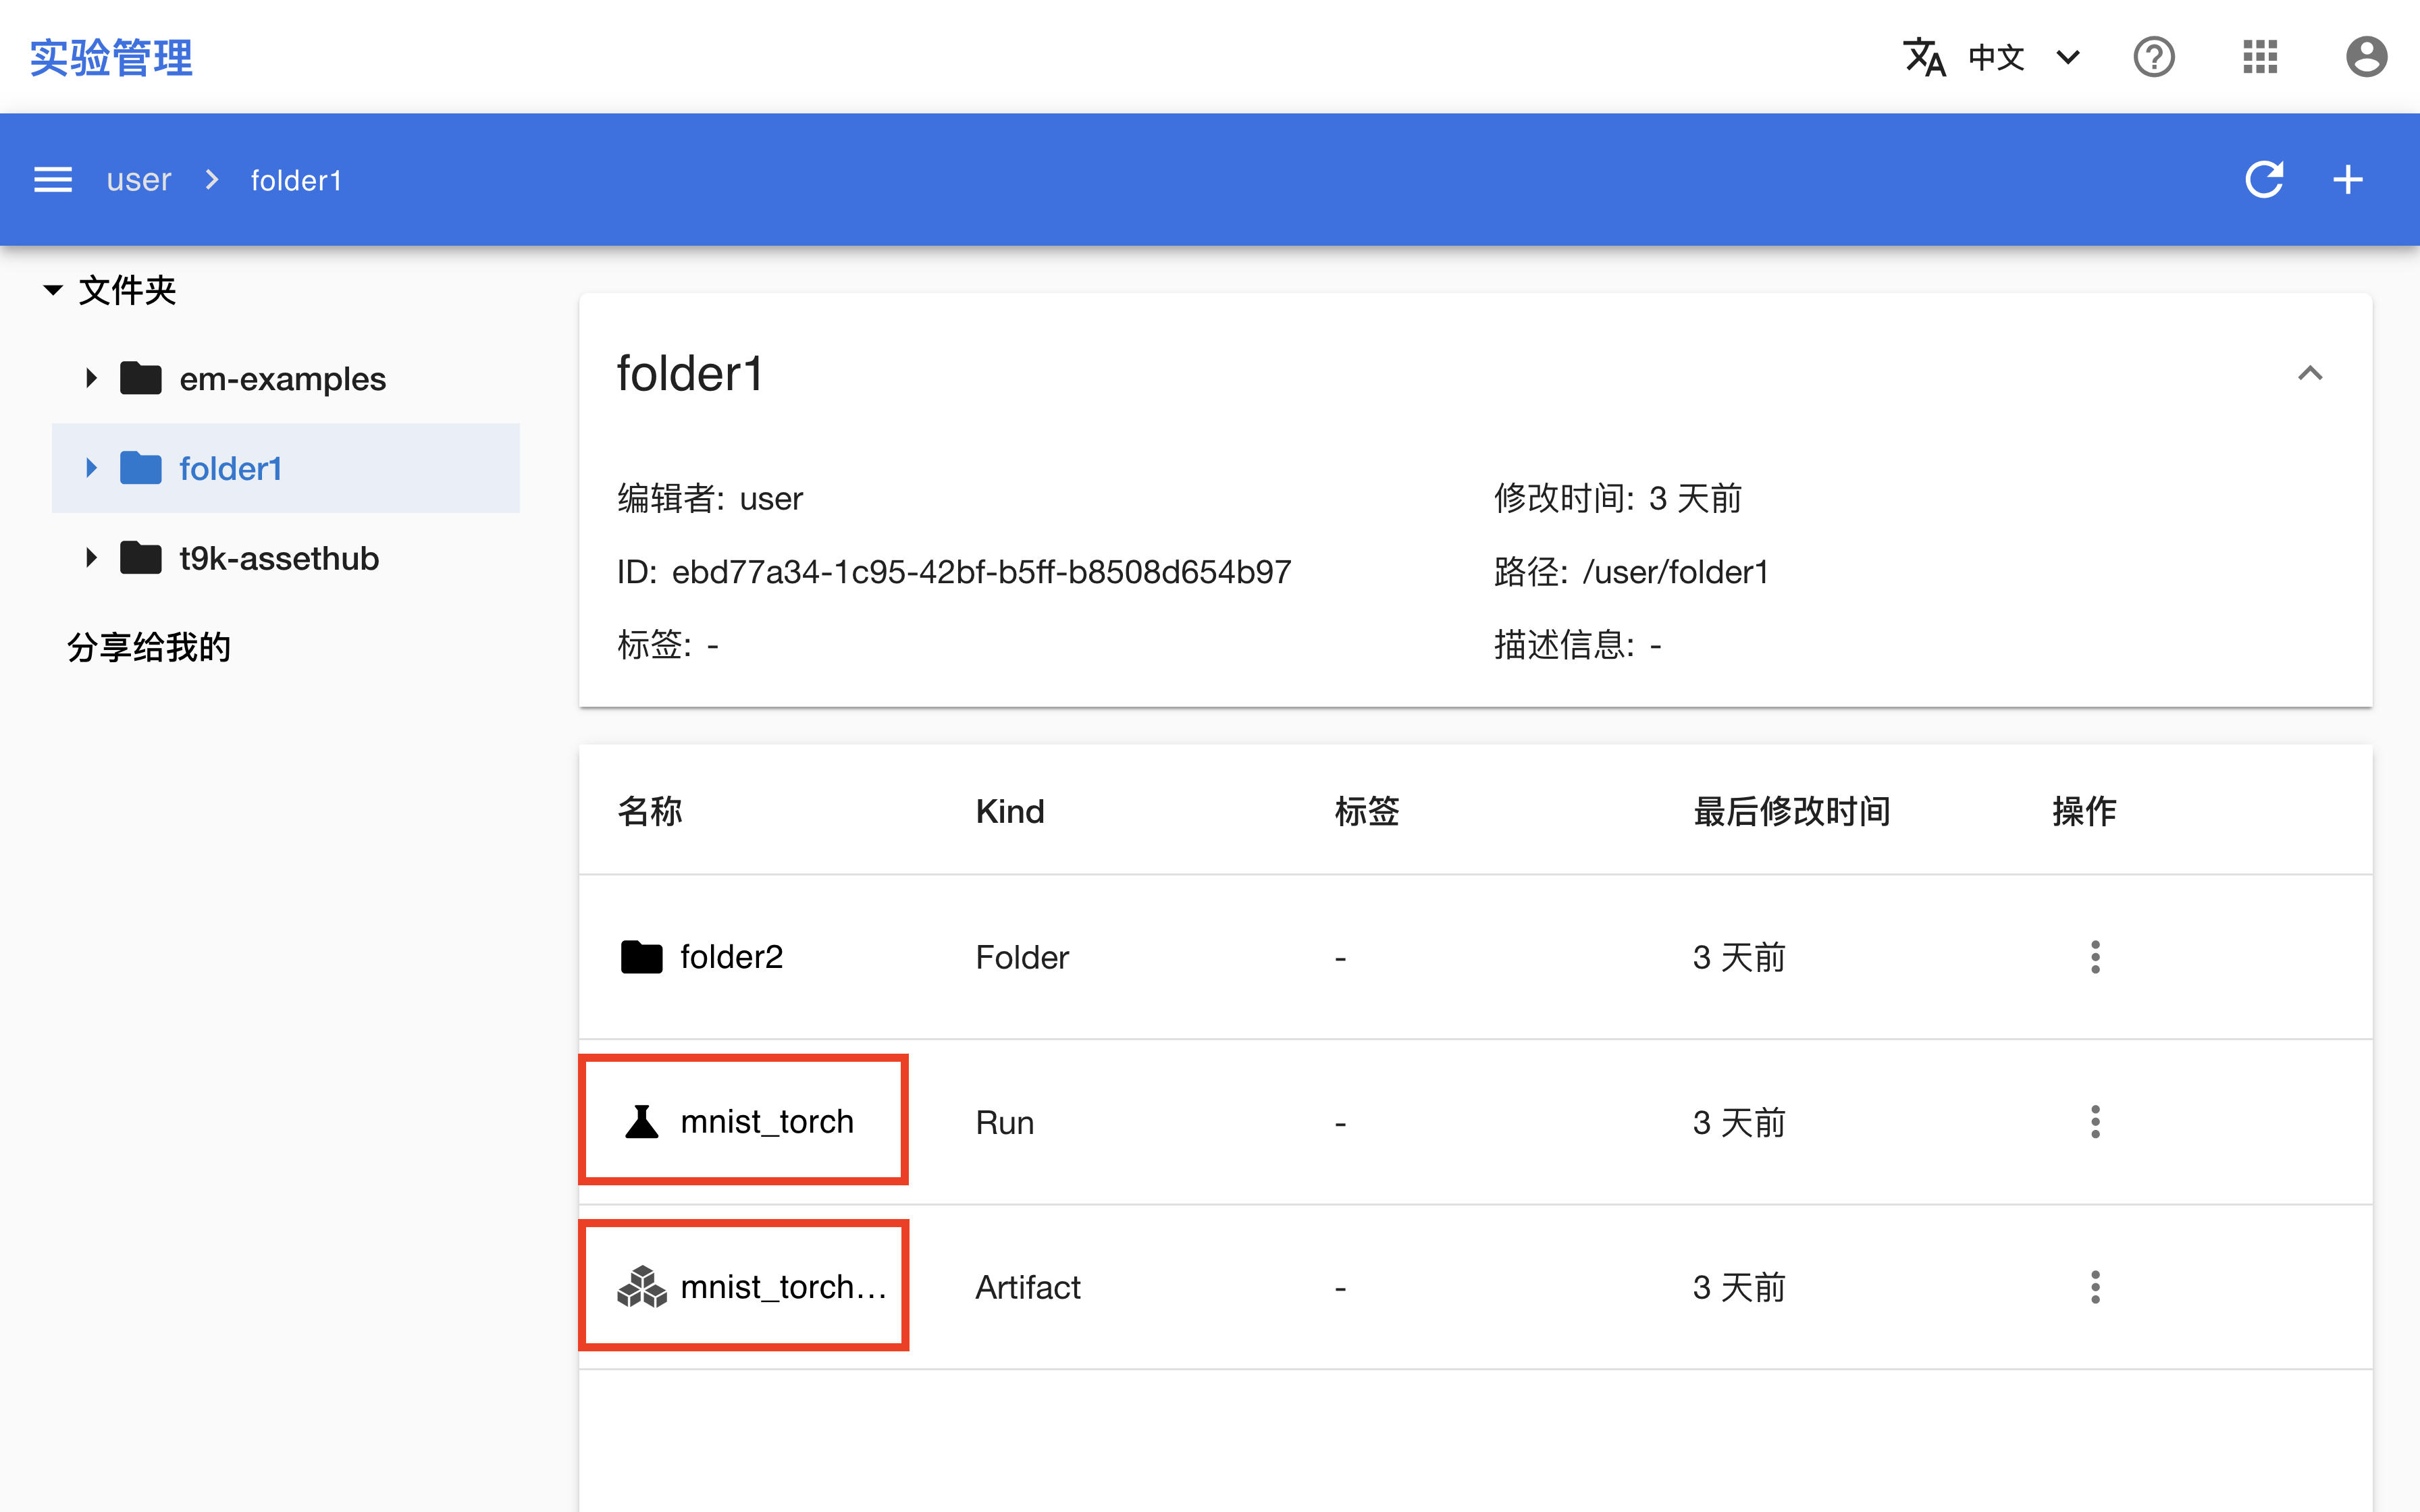 实验管理
中文
user
folder1
文件夹
em-examples
folder1
t9k-assethub
分享给我的
folder1
编辑者: user
修改时间: 3 天前
ID: ebd77a34-1c95-42bf-b5ff-b8508d654b97
路径: /user/folder1
标签: -
描述信息: -
名称 Kind 标签 最后修改时间 操作
folder2 Folder - 3 天前
mnist_torch Run - 3 天前
mnist_torch... Artifact - 3 天前